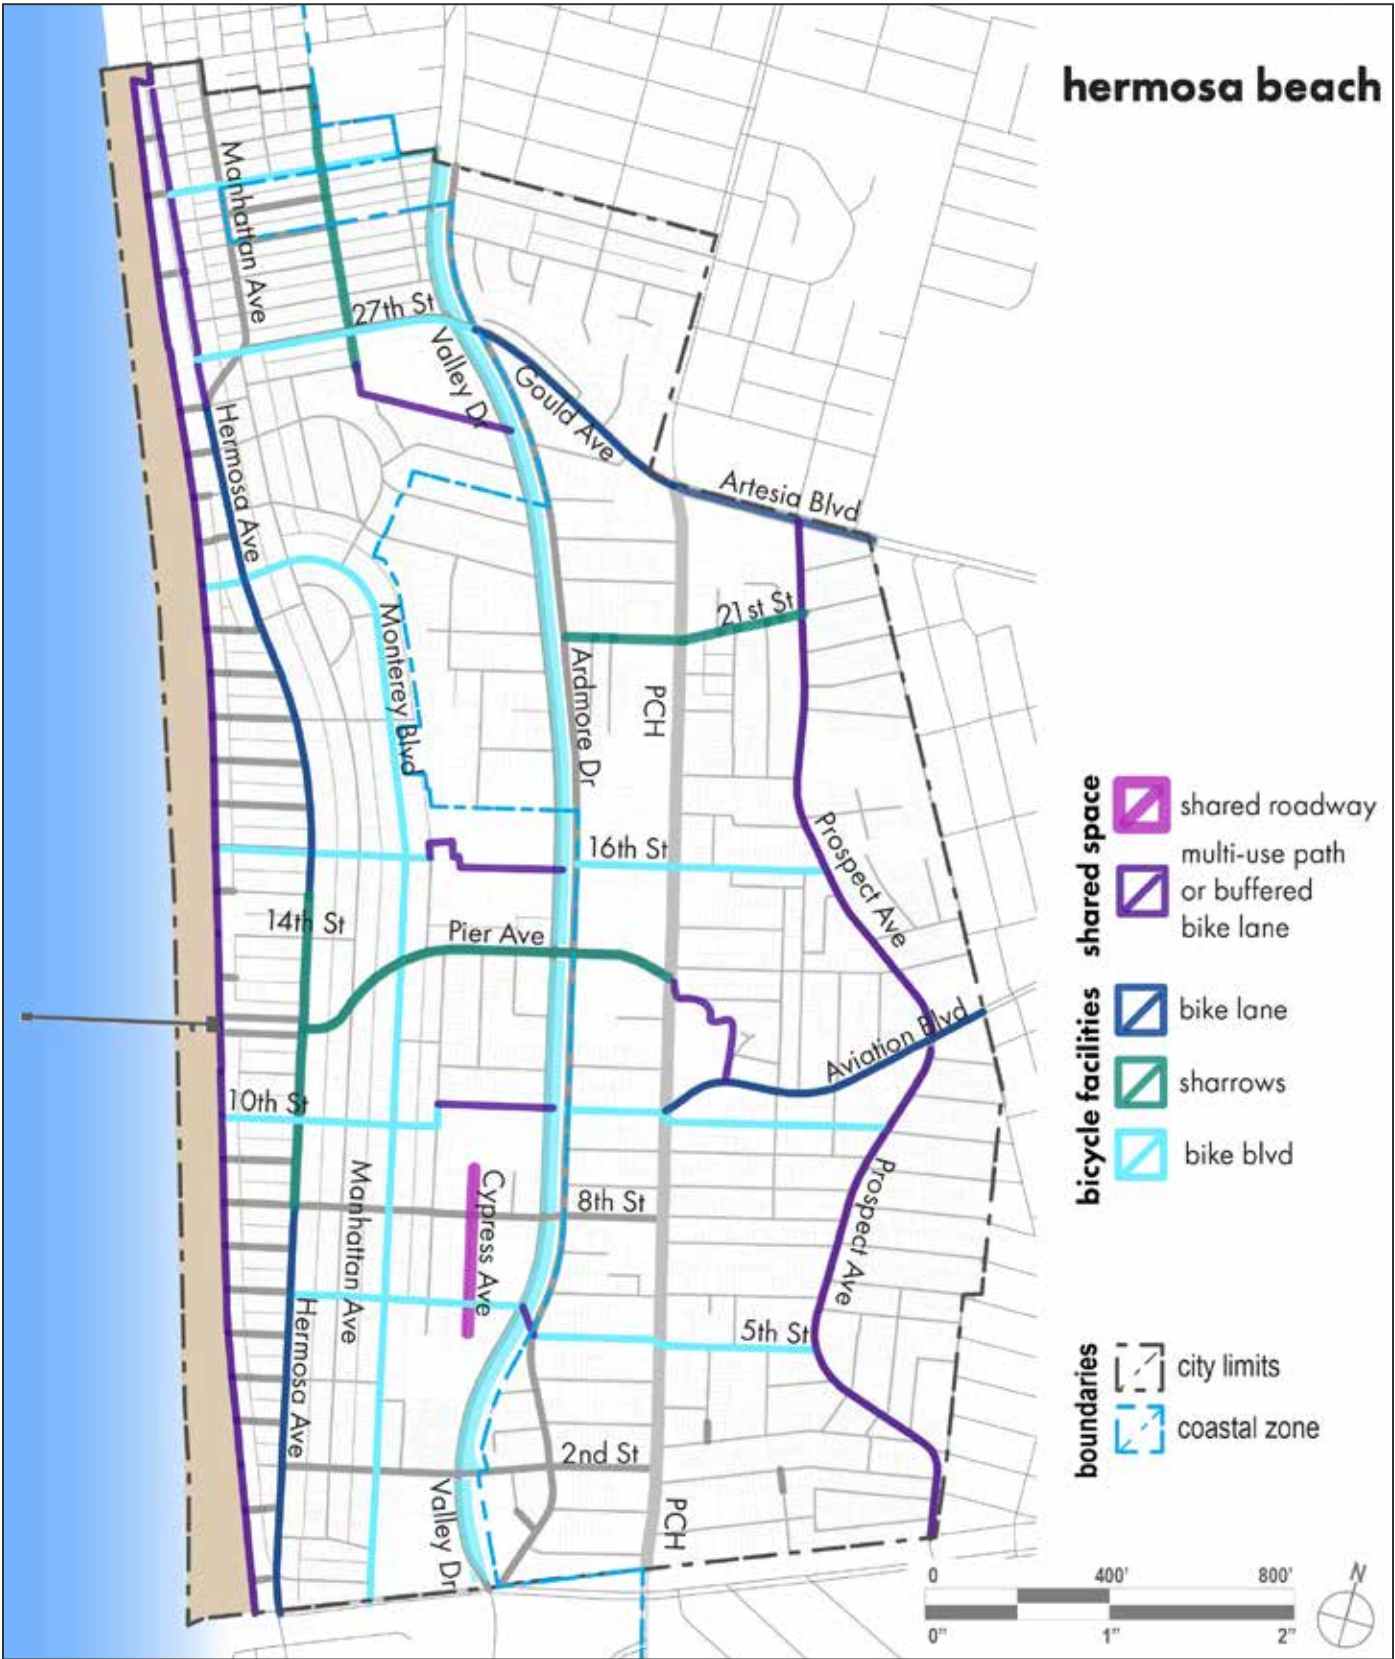 hermosa beach
Manhattan Ave
27th St
Valley Dr
Gould Ave
Hermosa Ave
Artesia Blvd
21st St
Monterey Blvd
Ardmore Dr
PCH
16th St
Prospect Ave
14th St
Pier Ave
Aviation Blvd
10th St
Manhattan Ave
Cypress Ave
8th St
Prospect Ave
Hermosa Ave
5th St
2nd St
Valley Dr
PCH
shared space
shared roadway
multi-use path
or buffered
bike lane
bicycle facilities
bike lane
sharrows
bike blvd
boundaries
city limits
coastal zone
0 400' 800'
0" 1" 2"
N